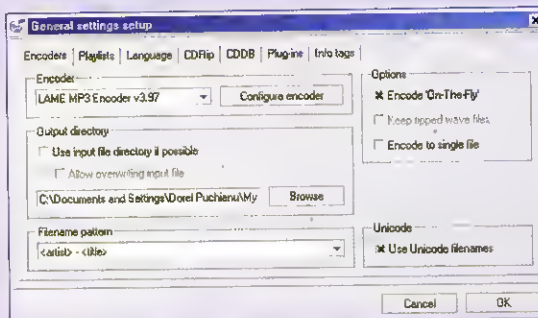 General settings setup
Encoders Playlists Language CDRip CDDB Plug-ins Info tags
Encoder
LAME MP3 Encoder v3.97
Configure encoder
Output directory
Use input file directory if possible
Allow overwriting input file
C:\Documents and Settings\Dorel Puchianu\My
Browse
Filename pattern
<artist> - <title>
Options
Encode 'On-The-Fly'
Keep ripped wave files
Encode to single file
Unicode
Use Unicode filenames
Cancel
OK